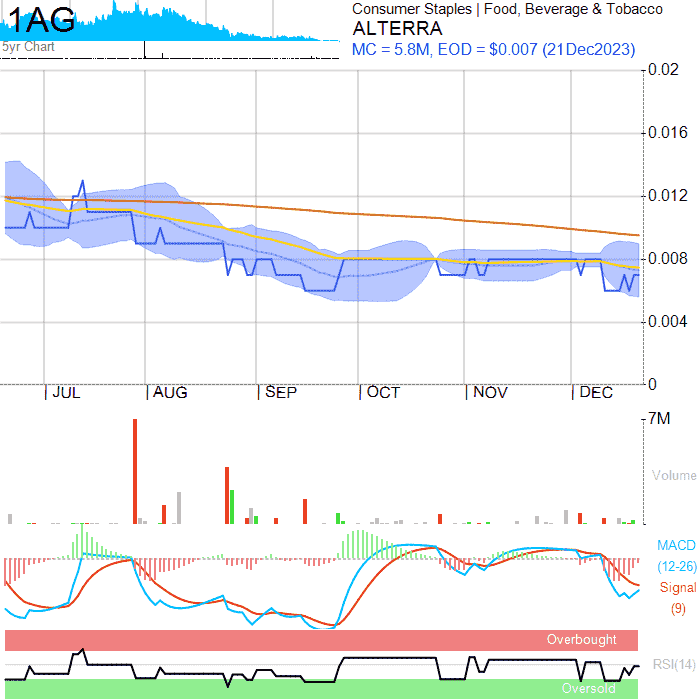 1AG
5yr Chart
Consumer Staples | Food, Beverage & Tobacco
ALTERRA
MC = 5.8M, EOD = $0.007 (21Dec2023)
0.02
0.016
0.012
0.008
0.004
0
JUL AUG SEP OCT NOV DEC
7M
Volume
MACD
(12-26)
Signal
(9)
Overbought
RSI(14)
Oversold